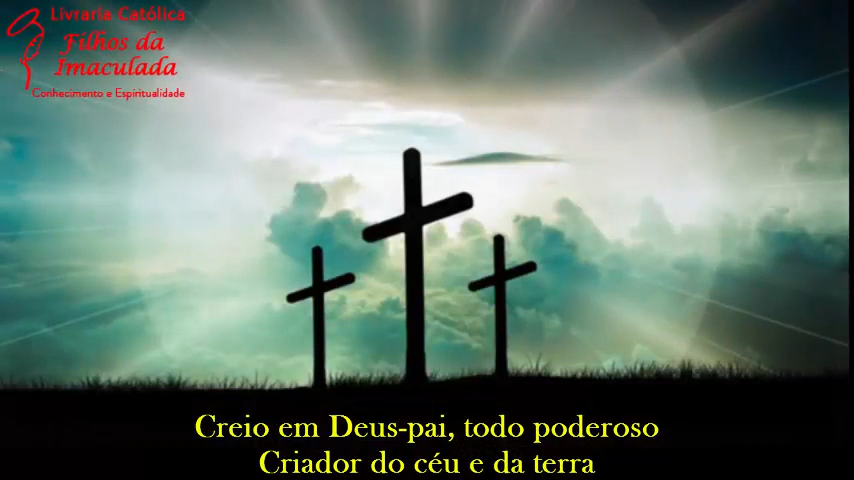 Livraria Católica
Filhos da
Imaculada
Conhecimento e Espiritualidade
Creio em Deus-pai, todo poderoso
Criador do céu e da terra